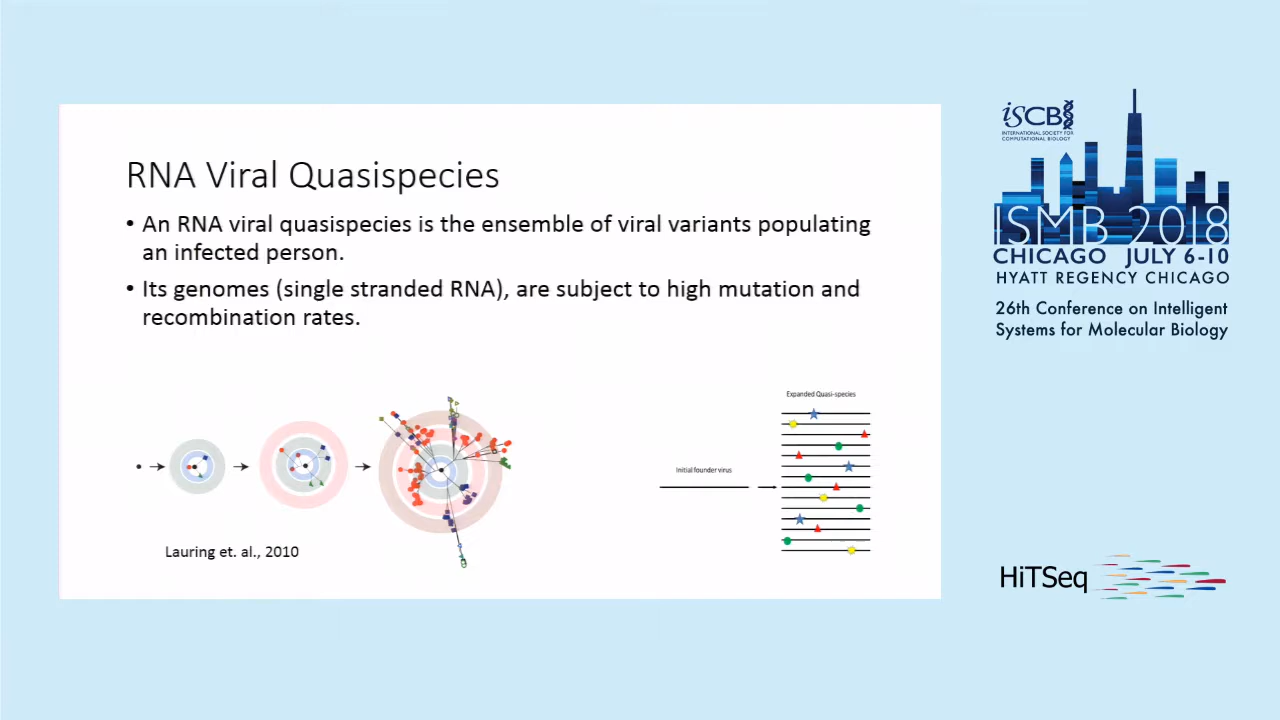 RNA Viral Quasispecies
• An RNA viral quasispecies is the ensemble of viral variants populating
an infected person.
• Its genomes (single stranded RNA), are subject to high mutation and
recombination rates.
Lauring et. al., 2010
Initial founder virus
Expanded Quasi-species
iSCB
INTERNATIONAL SOCIETY FOR
COMPUTATIONAL BIOLOGY
ISMB 2018
CHICAGO JULY 6-10
HYATT REGENCY CHICAGO
26th Conference on Intelligent
Systems for Molecular Biology
HiTSeq